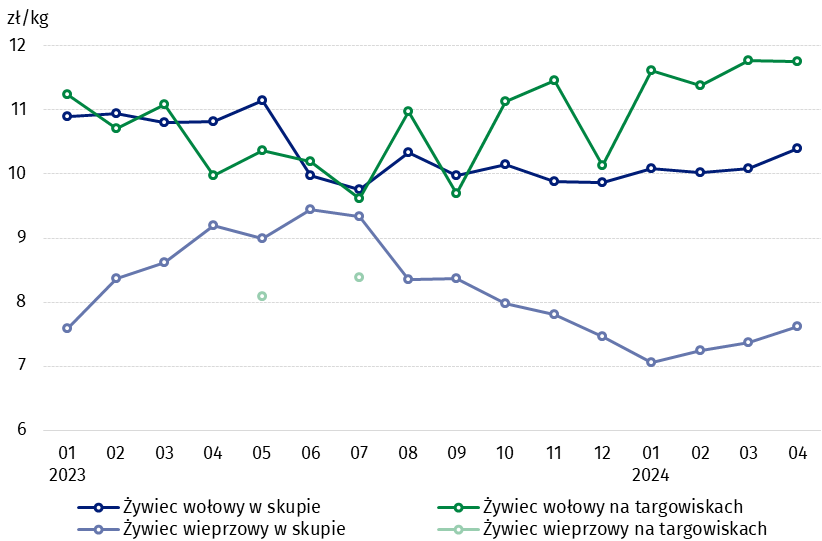 zł/kg
12
11
10
9
8
7
6
01 02 03 04 05 06 07 08 09 10 11 12 01 02 03 04
2023 2024
Żywiec wołowy w skupie Żywiec wołowy na targowiskach
Żywiec wieprzowy w skupie Żywiec wieprzowy na targowiskach